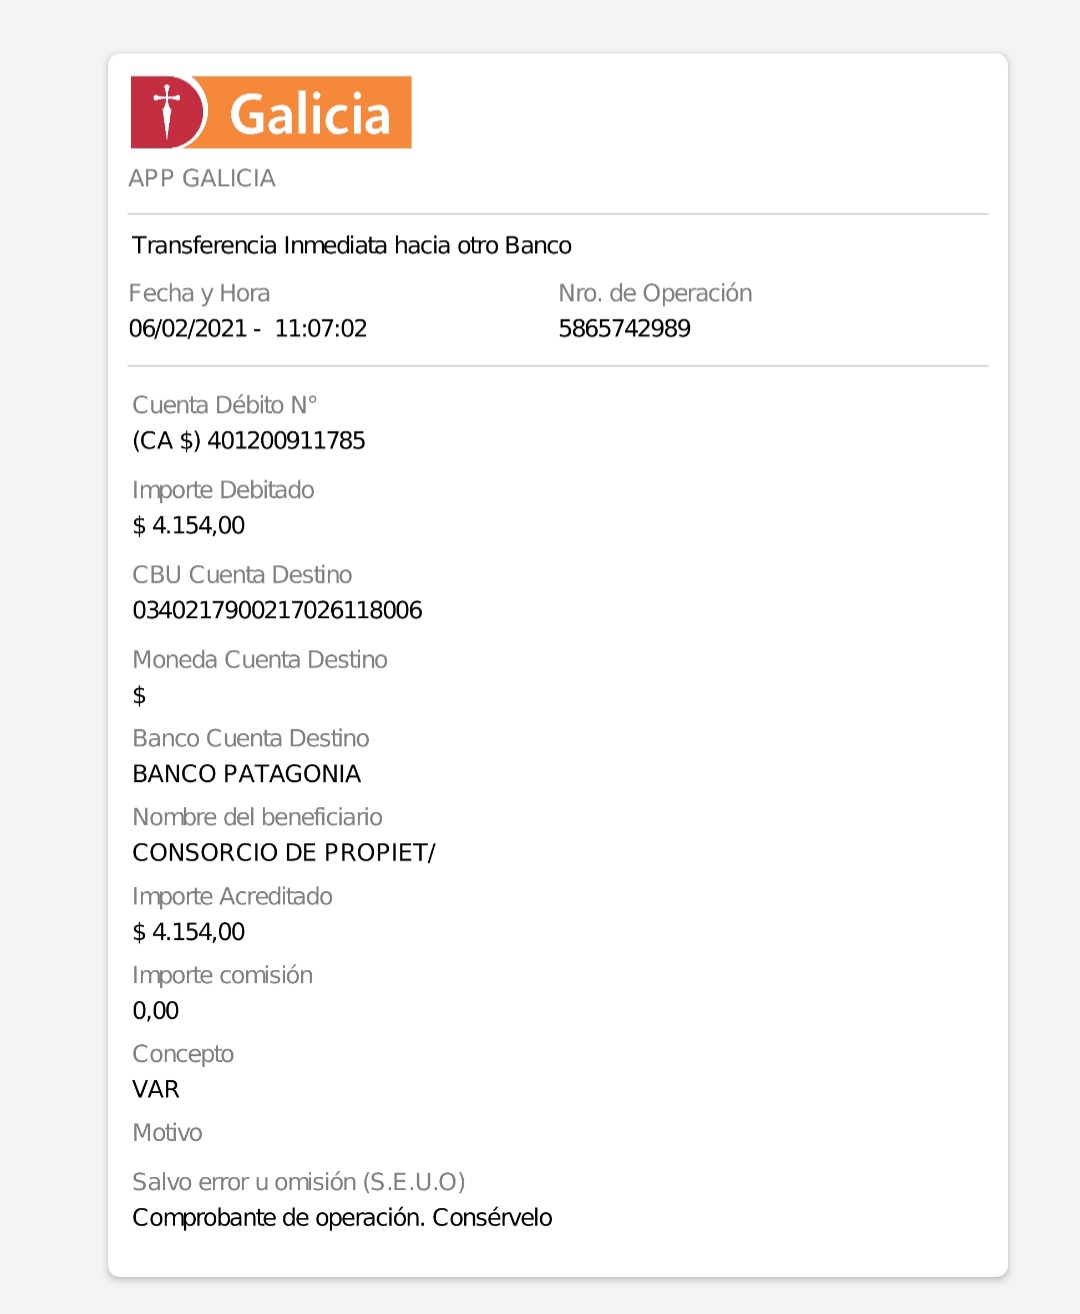 Galicia
APP GALICIA
Transferencia Inmediata hacia otro Banco
Fecha y Hora
Nro. de Operación
06/02/2021 - 11:07:02
5865742989
Cuenta Débito N°
(CA $) 401200911785
Importe Debitado
$ 4.154,00
CBU Cuenta Destino
0340217900217026118006
Moneda Cuenta Destino
$
Banco Cuenta Destino
BANCO PATAGONIA
Nombre del beneficiario
CONSORCIO DE PROPIET/
Importe Acreditado
$ 4.154,00
Importe comisión
0,00
Concepto
VAR
Motivo
Salvo error u omisión (S.E.U.O)
Comprobante de operación. Consérvelo